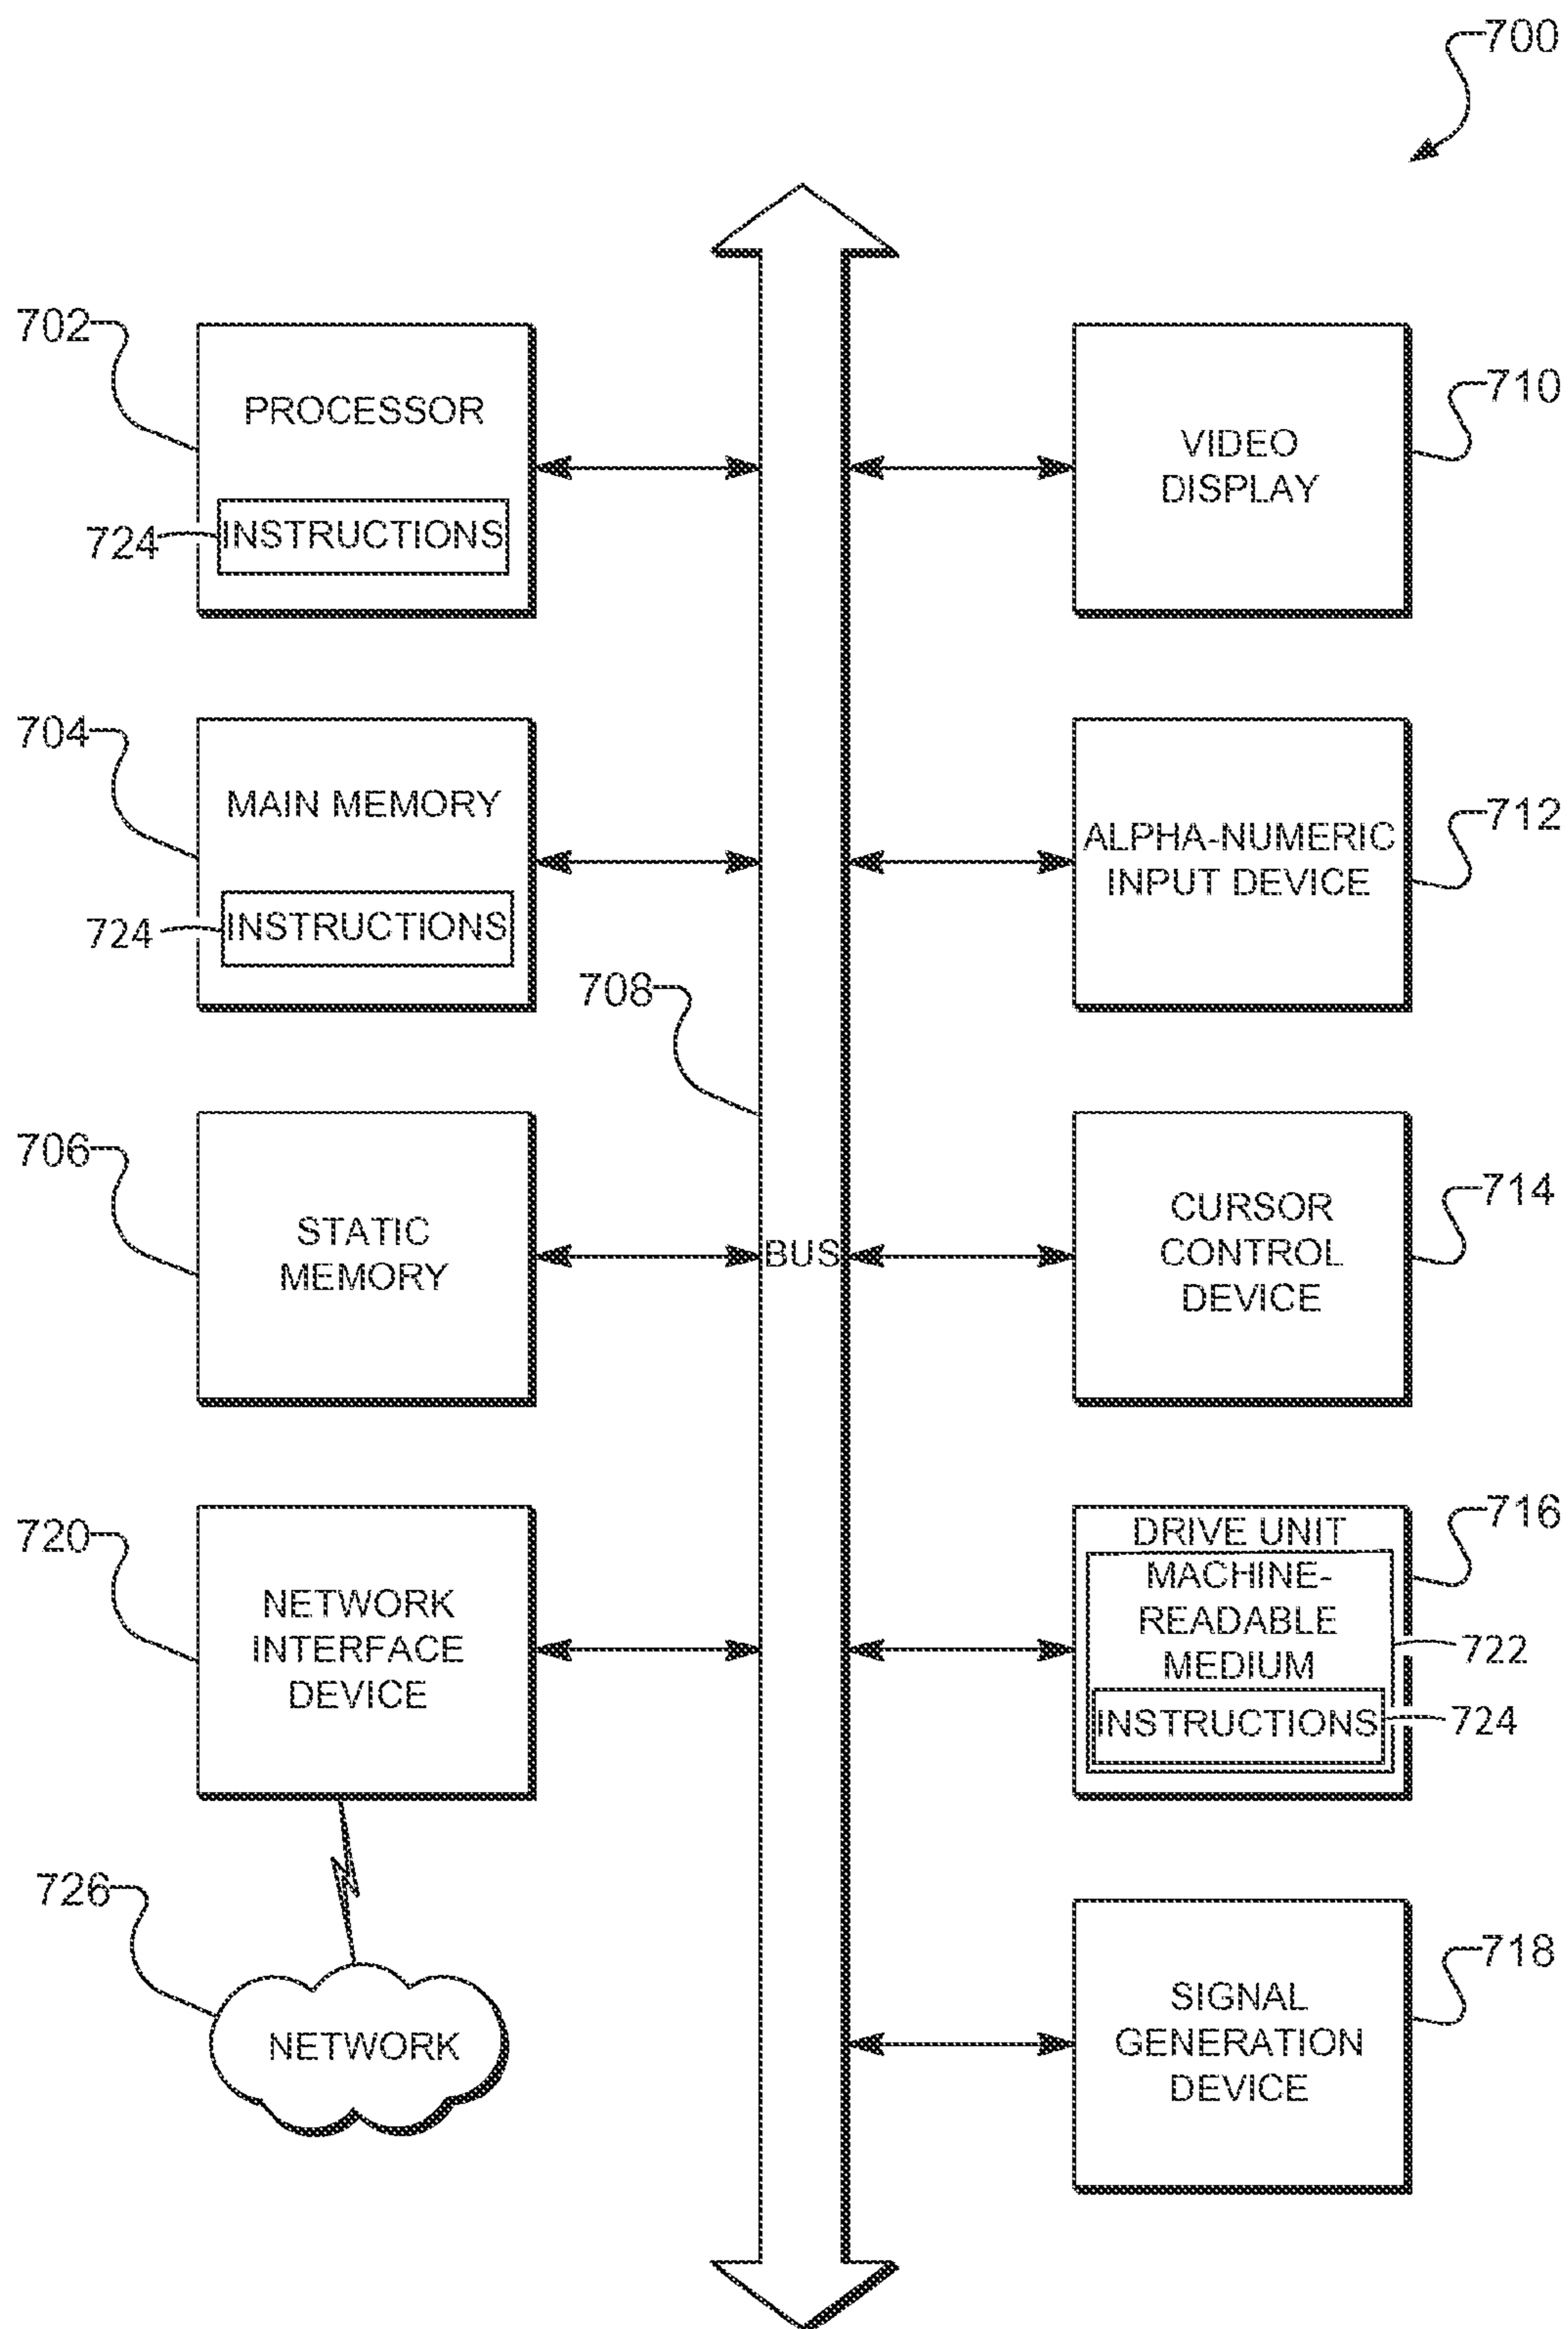 700
702
PROCESSOR
724
INSTRUCTIONS
710
VIDEO
DISPLAY
704
MAIN MEMORY
724
INSTRUCTIONS
712
ALPHA-NUMERIC
INPUT DEVICE
708
BUS
706
STATIC
MEMORY
714
CURSOR
CONTROL
DEVICE
720
NETWORK
INTERFACE
DEVICE
716
DRIVE UNIT
MACHINE-
READABLE
MEDIUM
722
INSTRUCTIONS
724
726
NETWORK
718
SIGNAL
GENERATION
DEVICE